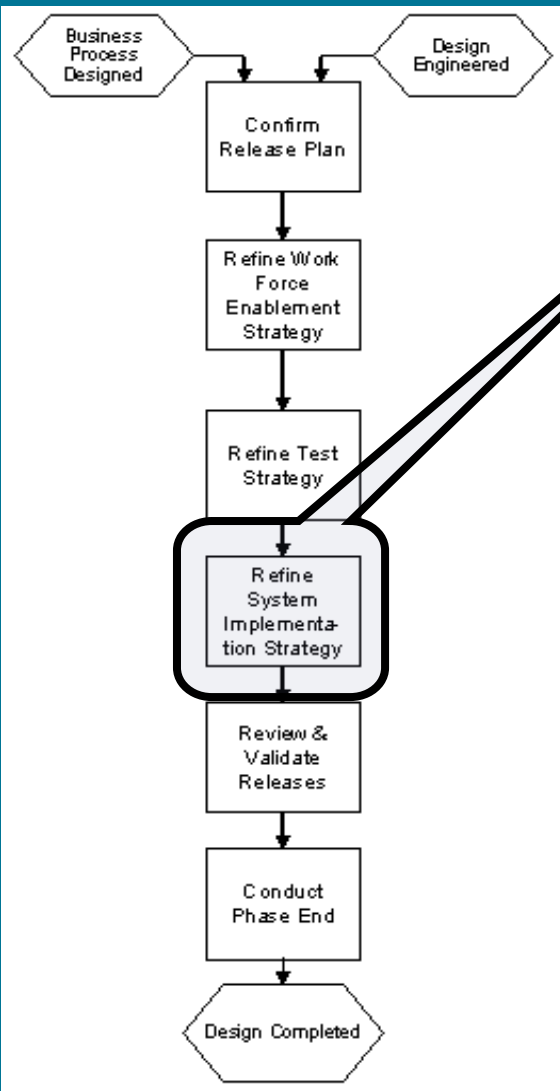 Business
Process
Designed
Design
Engineered
Confirm
Release Plan
Refine Work
Force
Enablement
Strategy
Refine Test
Strategy
Refine
System
Implementa-
tion Strategy
Review &
Validate
Releases
Conduct
Phase End
Design Completed